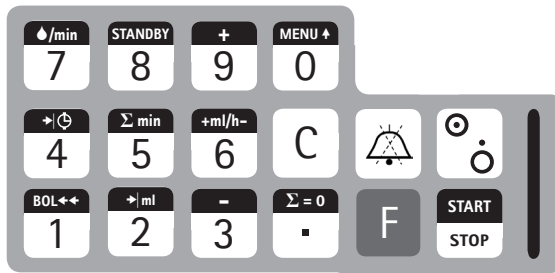 💧/min STANDBY + MENU ↑
7 8 9 0
→|🕒 Σ min +ml/h–
4 5 6 C
BOL←← →|ml – Σ = 0 START
1 2 3 . F STOP